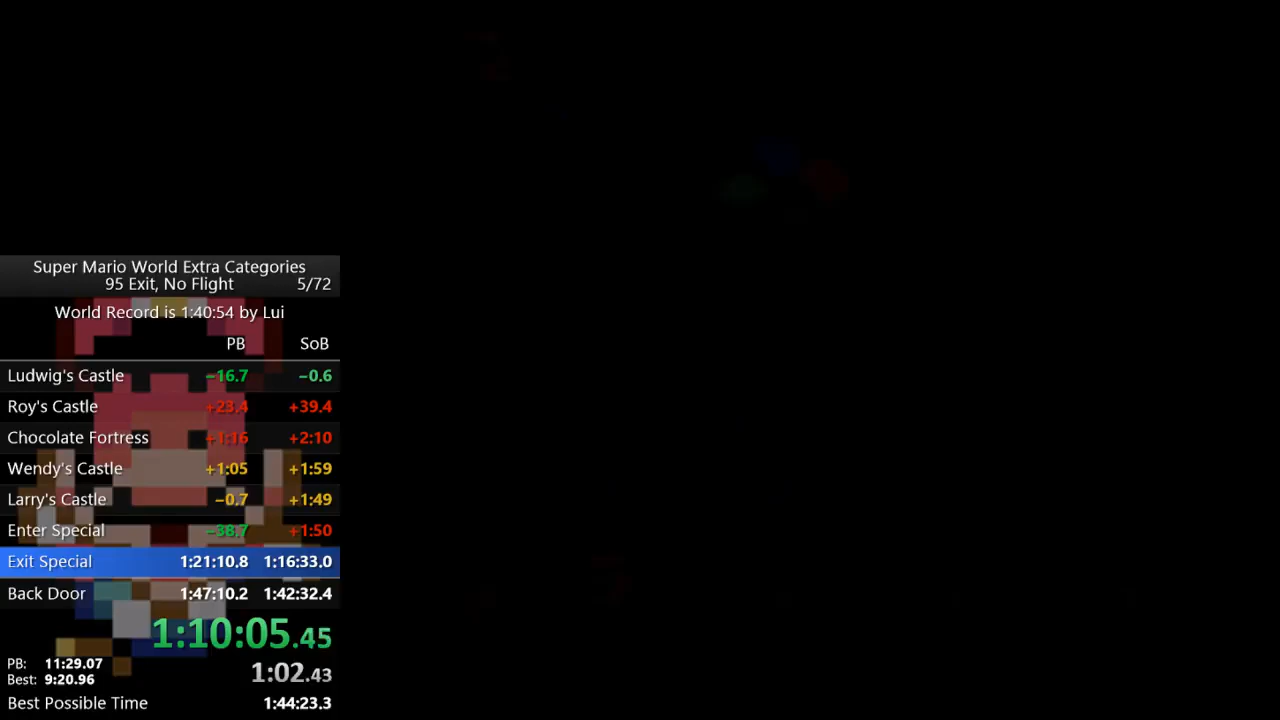 Super Mario World Extra Categories
95 Exit, No Flight 5/72
World Record is 1:40:54 by Lui
PB SoB
Ludwig's Castle −16.7 −0.6
Roy's Castle +23.4 +39.4
Chocolate Fortress +1:16 +2:10
Wendy's Castle +1:05 +1:59
Larry's Castle −0.7 +1:49
Enter Special −38.7 +1:50
Exit Special 1:21:10.8 1:16:33.0
Back Door 1:47:10.2 1:42:32.4
1:10:05.45
PB: 11:29.07
Best: 9:20.96
1:02.43
Best Possible Time 1:44:23.3